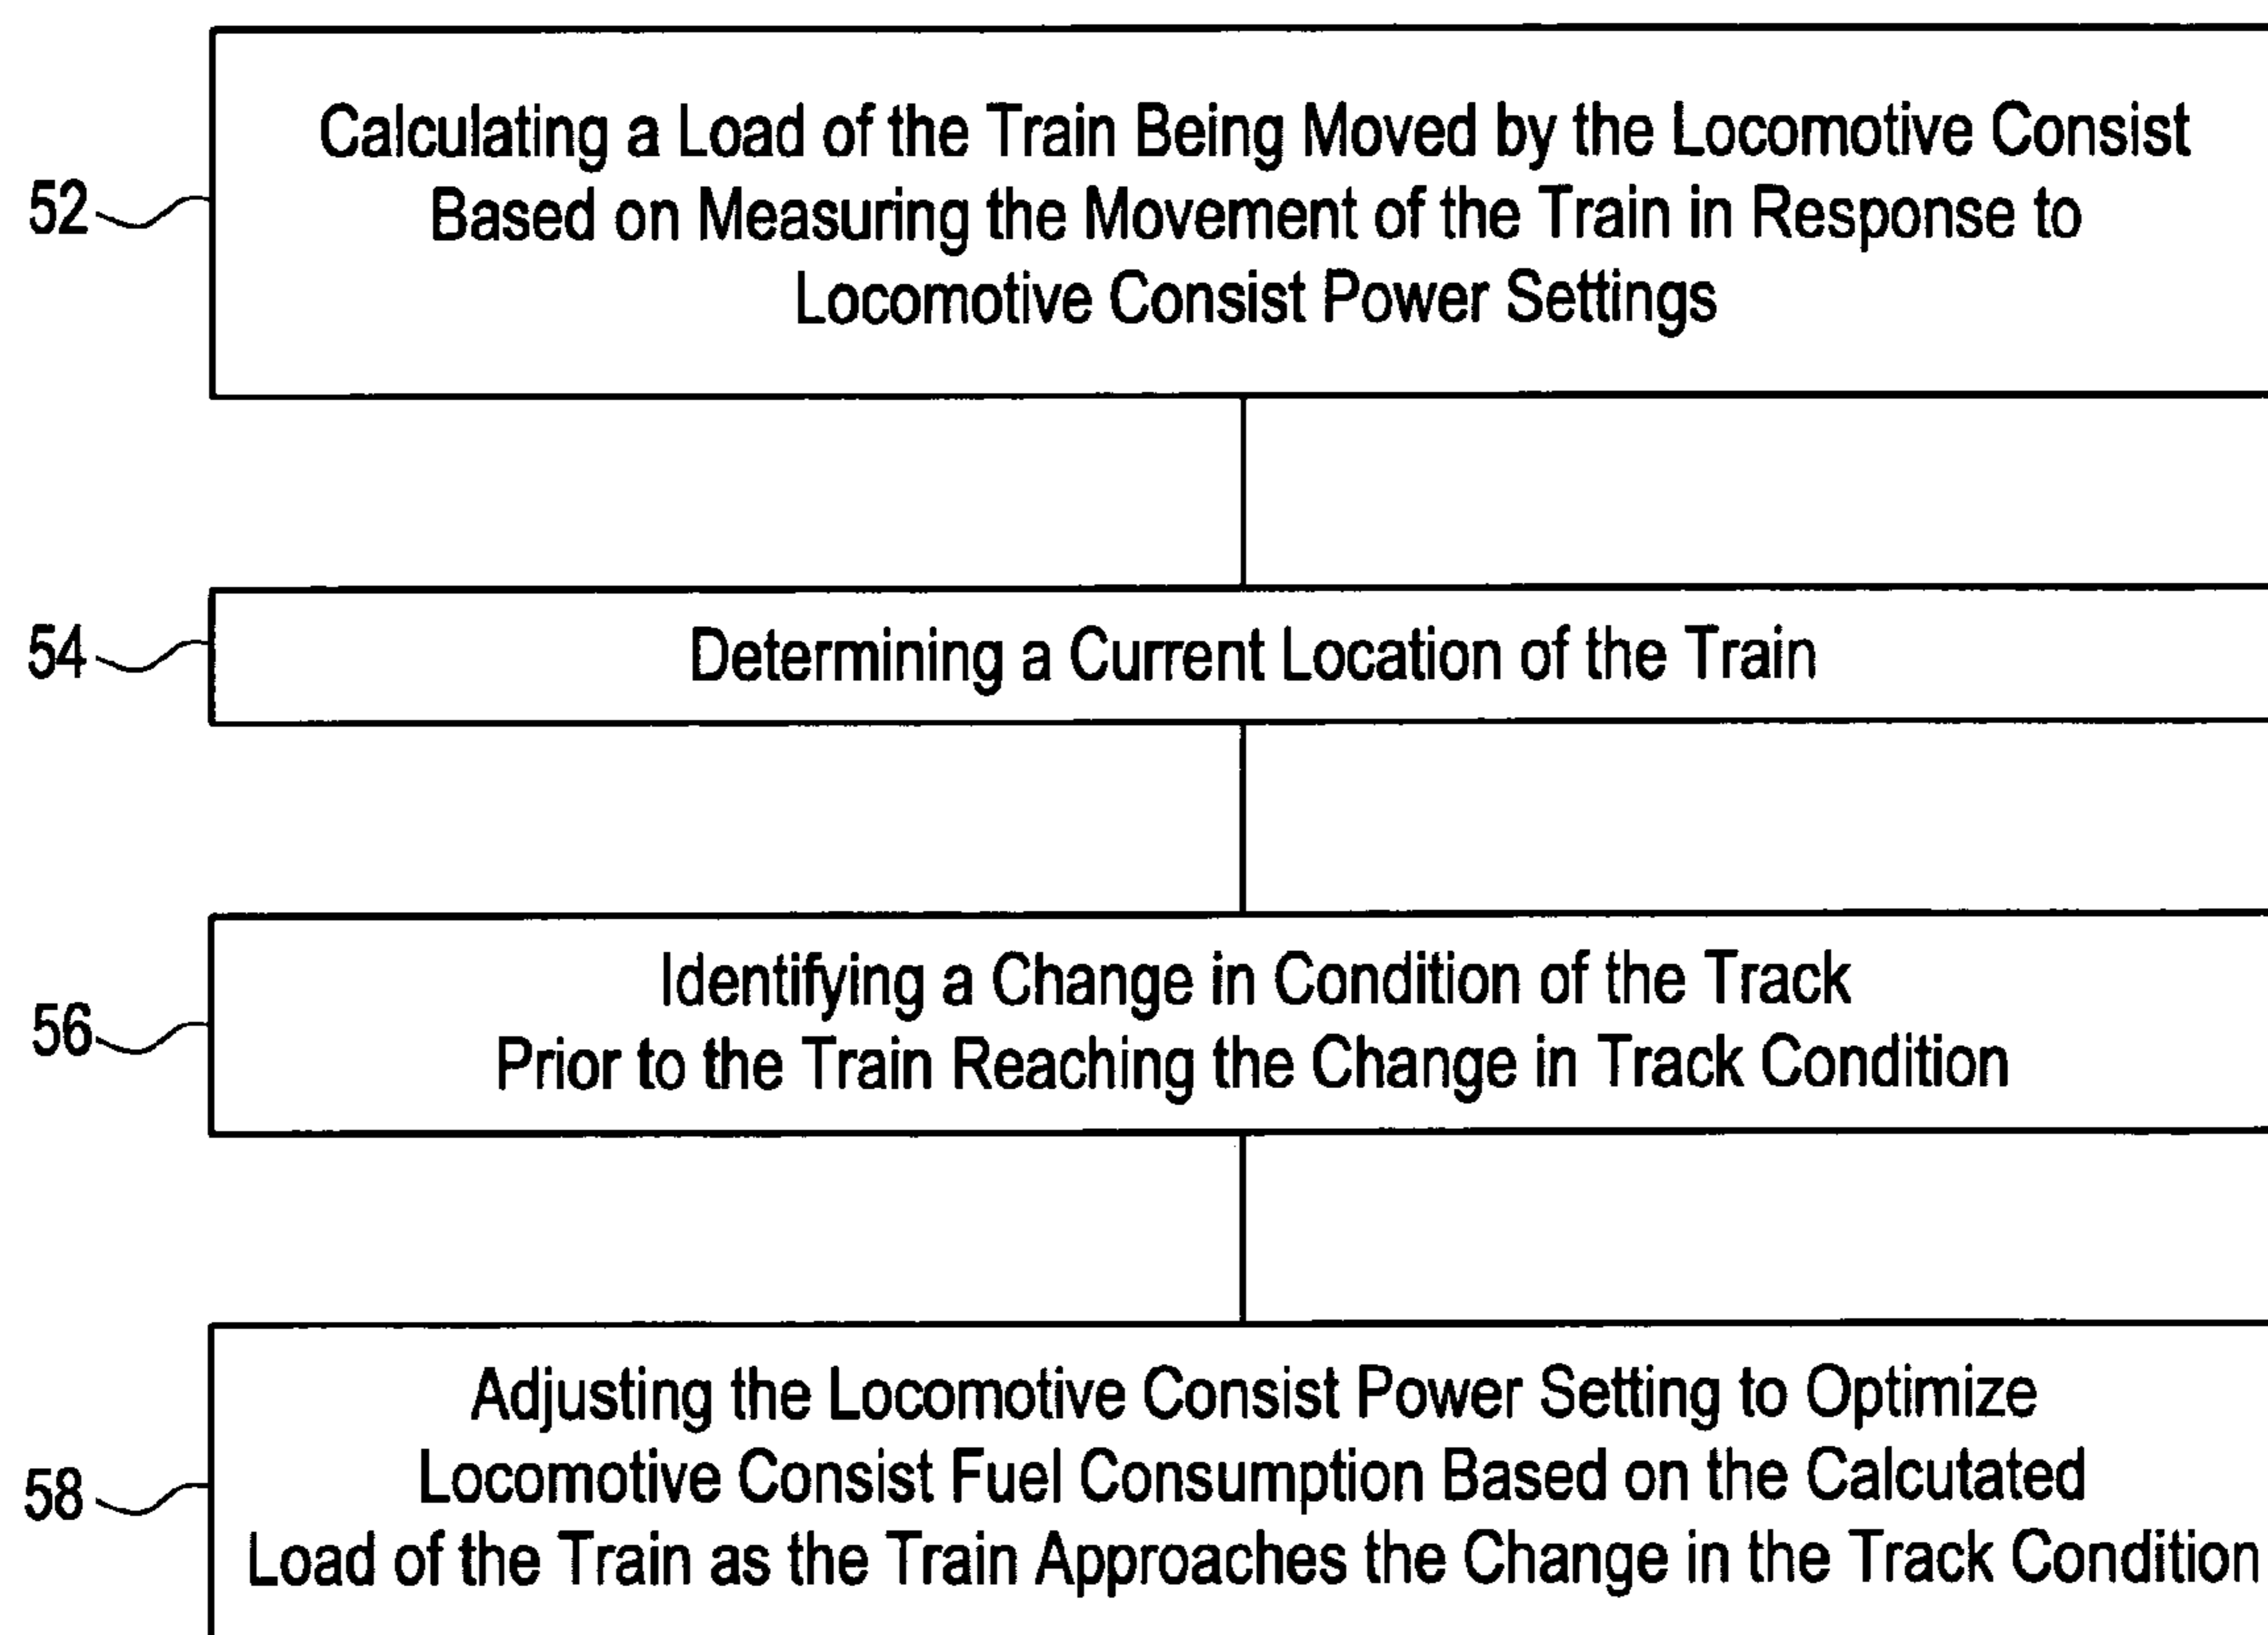 Calculating a Load of the Train Being Moved by the Locomotive Consist
Based on Measuring the Movement of the Train in Response to
Locomotive Consist Power Settings
52
Determining a Current Location of the Train
54
Identifying a Change in Condition of the Track
Prior to the Train Reaching the Change in Track Condition
56
Adjusting the Locomotive Consist Power Setting to Optimize
Locomotive Consist Fuel Consumption Based on the Calcutated
Load of the Train as the Train Approaches the Change in the Track Condition
58